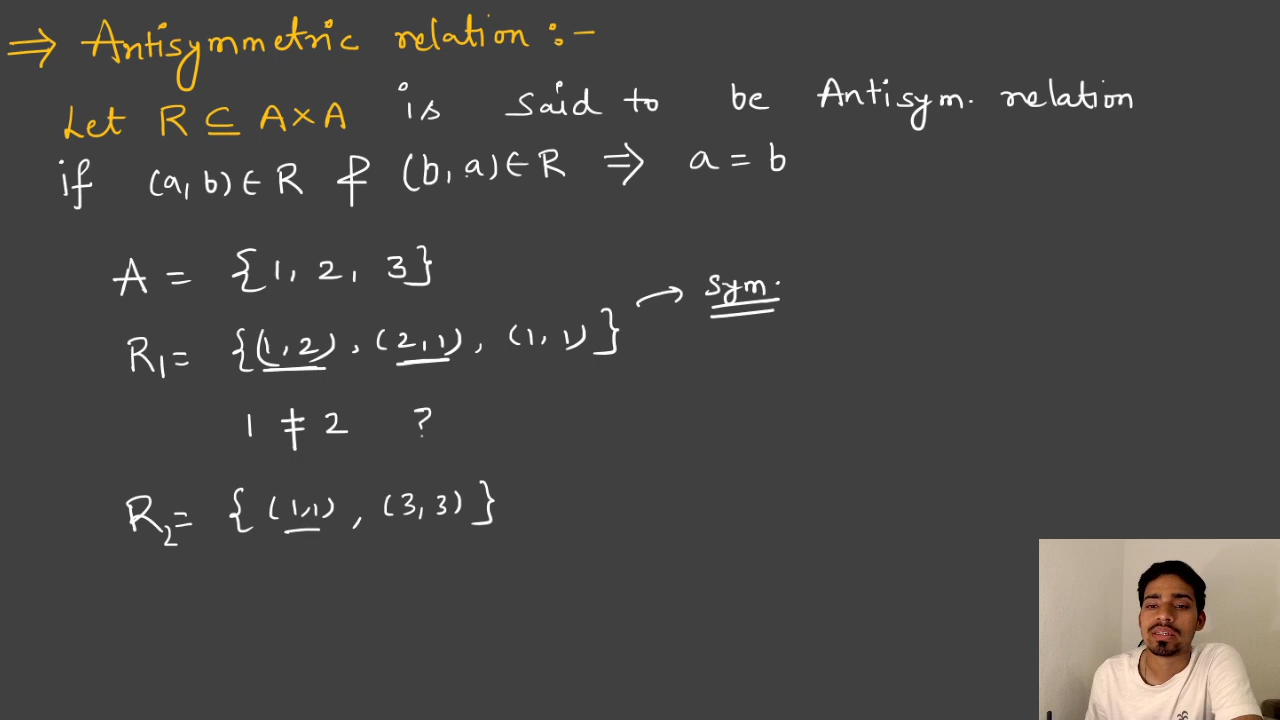 ⇒ Antisymmetric relation :-
Let R ⊆ A×A is said to be Antisym. relation
if (a, b) ∈ R & (b, a) ∈ R ⇒ a = b
A = {1, 2, 3}
R₁ = {(1, 2), (2, 1), (1, 1)} → Sym.
1 ≠ 2 ?
R₂ = {(1,1), (3, 3)}